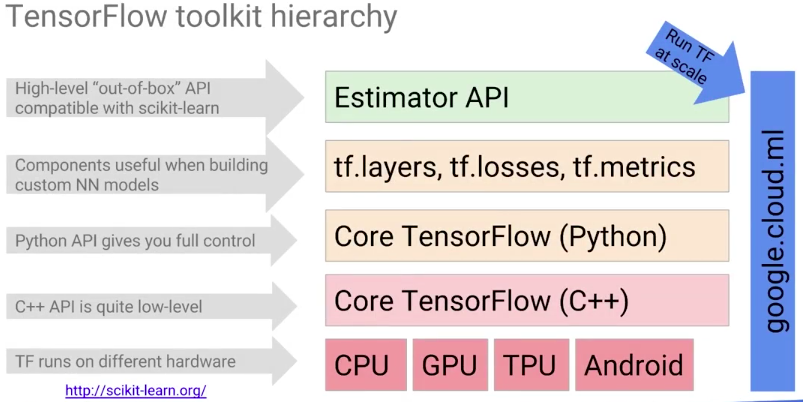 TensorFlow toolkit hierarchy
Run TF
at scale
High-level “out-of-box” API
compatible with scikit-learn
Estimator API
Components useful when building
custom NN models
tf.layers, tf.losses, tf.metrics
Python API gives you full control
Core TensorFlow (Python)
C++ API is quite low-level
Core TensorFlow (C++)
TF runs on different hardware
CPU
GPU
TPU
Android
google.cloud.ml
http://scikit-learn.org/